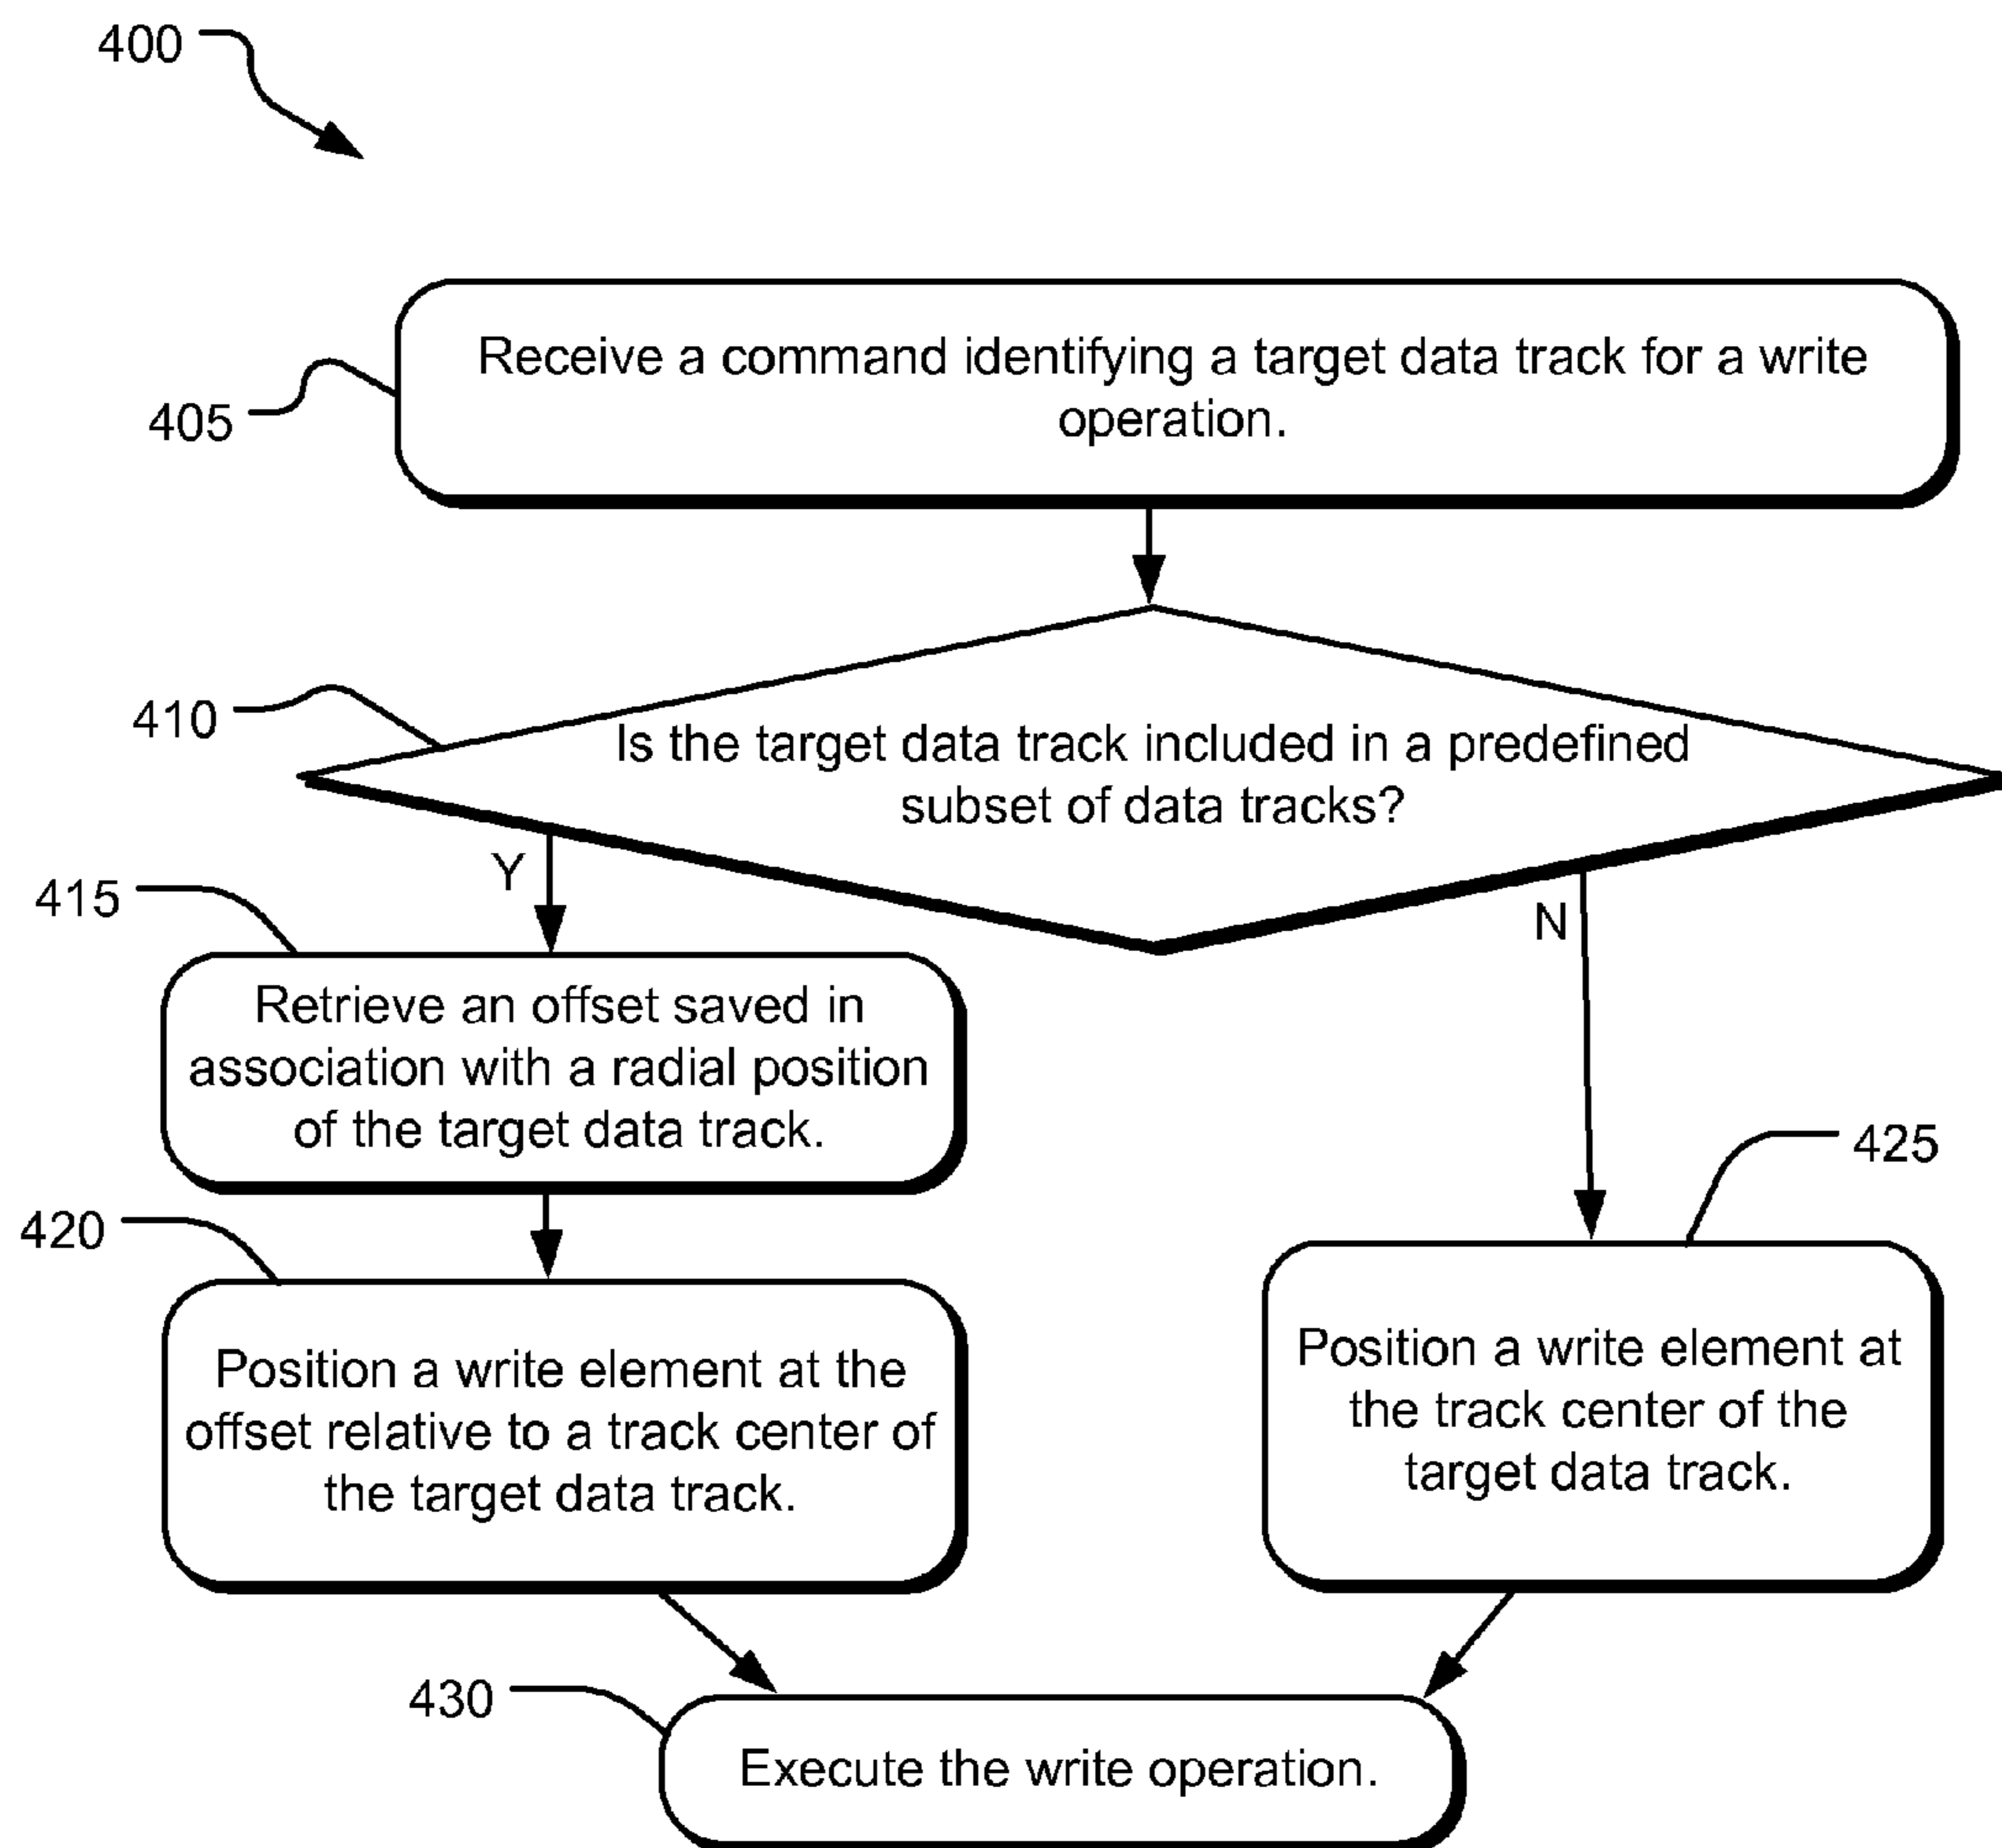 400
Receive a command identifying a target data track for a write
operation.
405
410
Is the target data track included in a predefined
subset of data tracks?
Y
N
415
Retrieve an offset saved in
association with a radial position
of the target data track.
425
420
Position a write element at the
offset relative to a track center of
the target data track.
Position a write element at
the track center of the
target data track.
430
Execute the write operation.